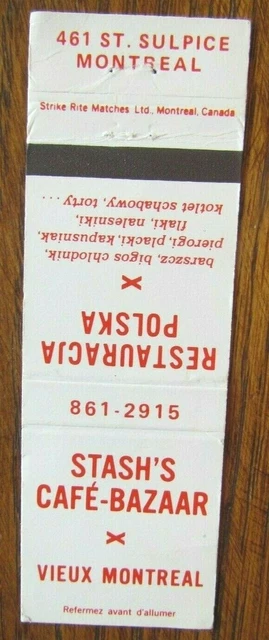 461 ST. SULPICE
MONTREAL
Strike Rite Matches Ltd., Montreal, Canada
RESTAURACJA
POLSKA
x
barszcz, bigos chlodnik,
pierogi, placki, kapusniak,
flaki, nalesniki,
kotlet schabowy, torty...
861-2915
STASH'S
CAFÉ-BAZAAR
x
VIEUX MONTREAL
Refermez avant d'allumer